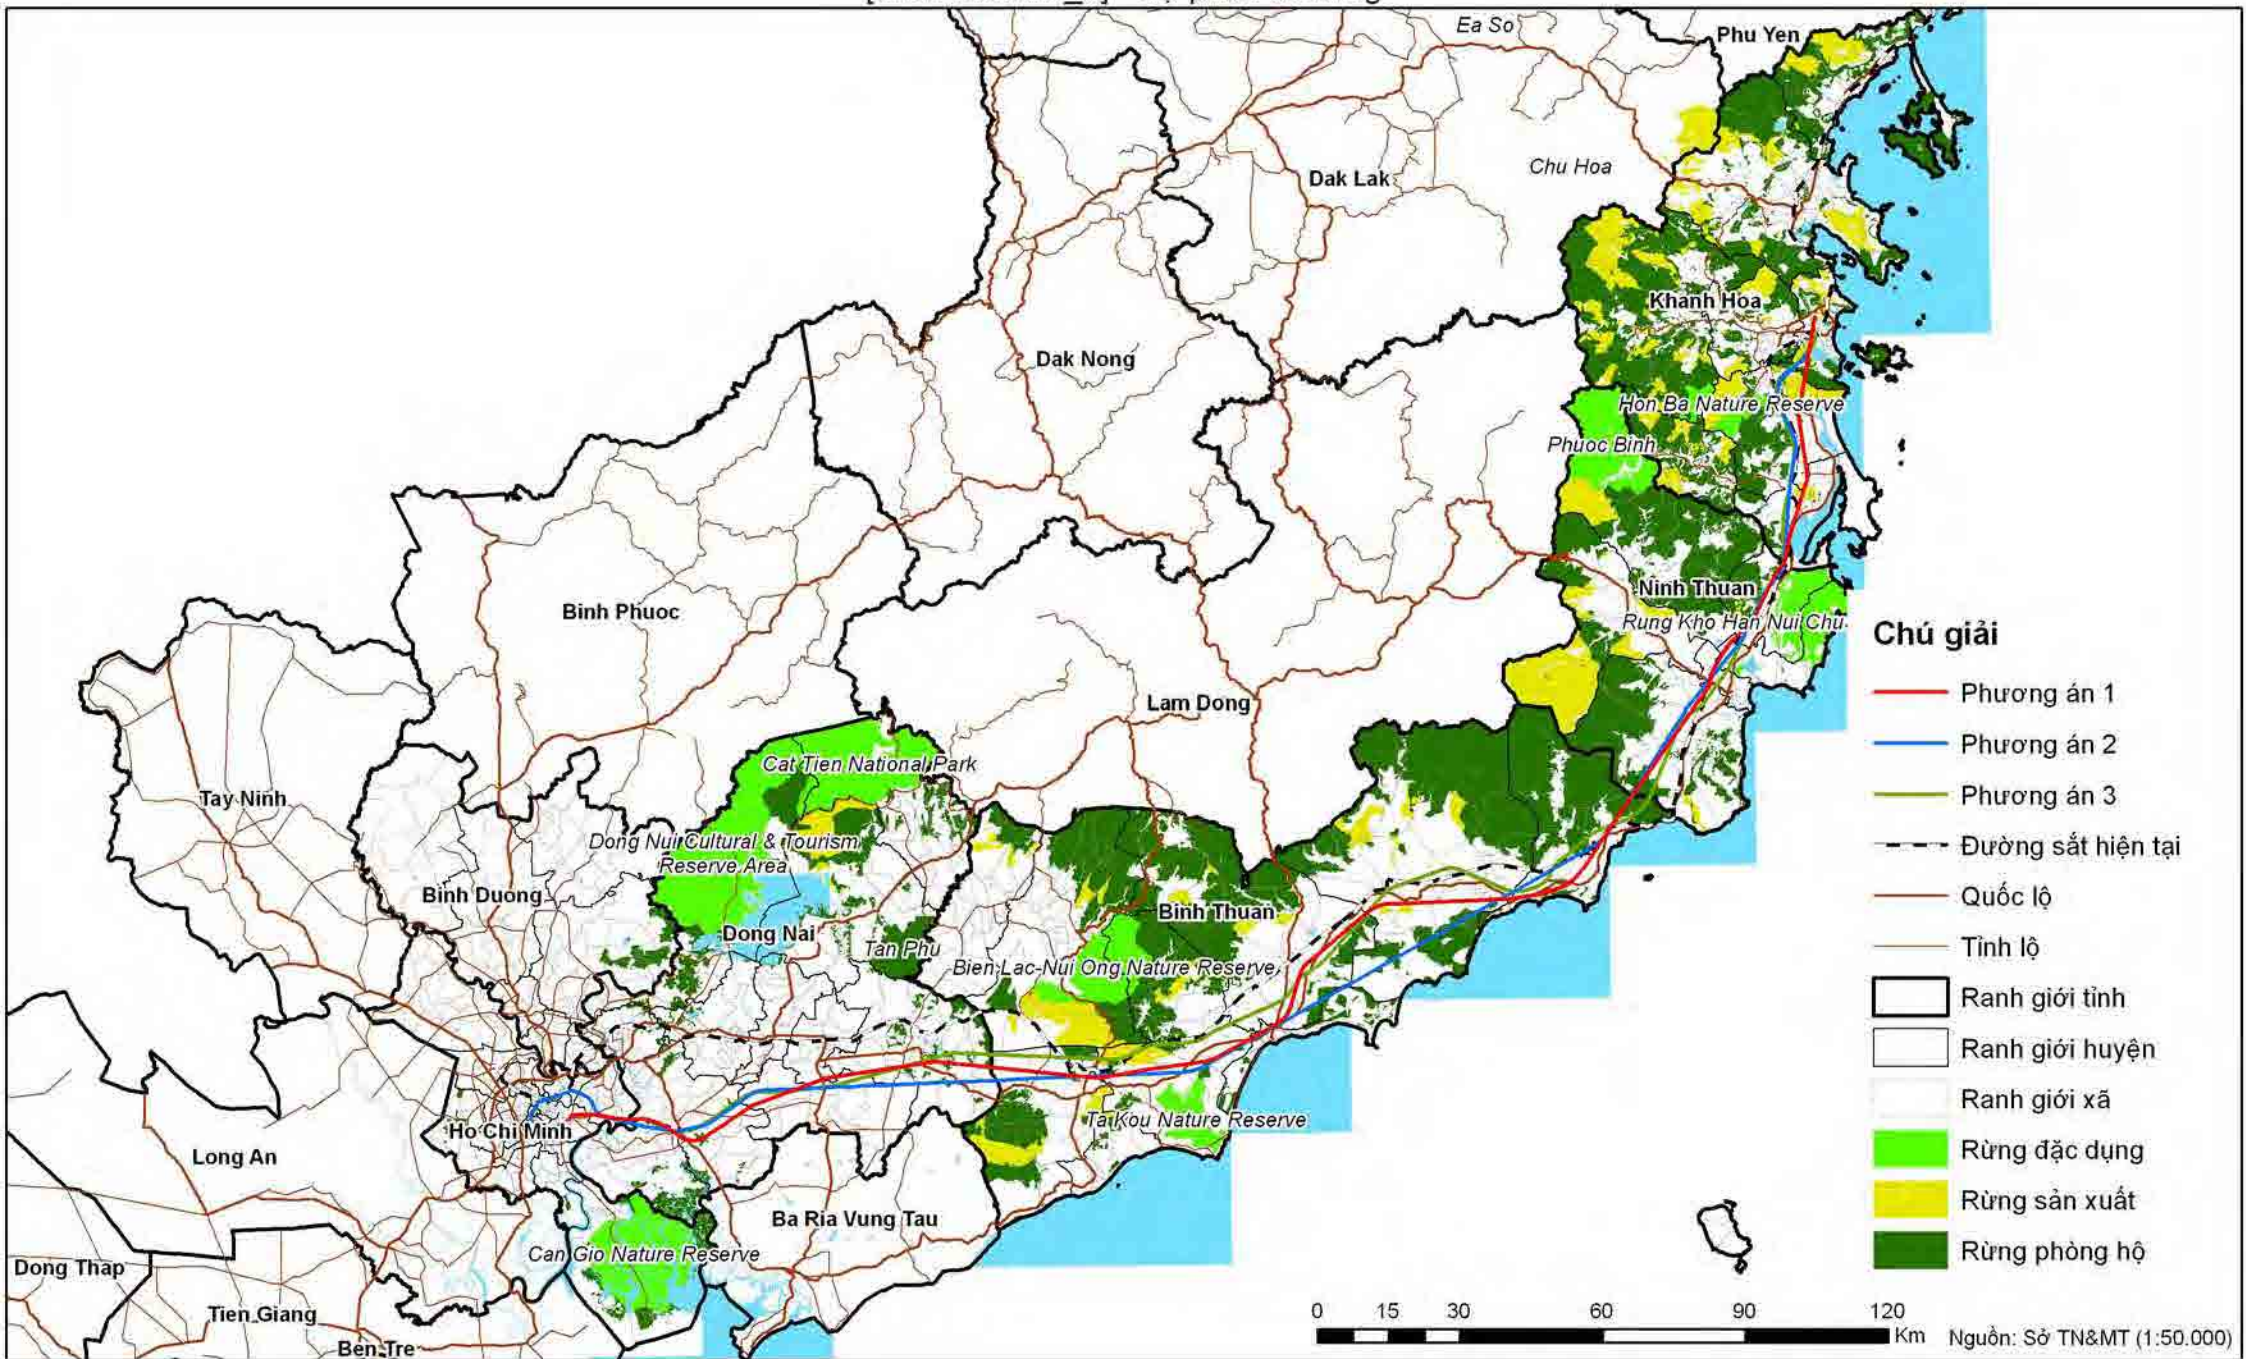 Ea So
Phu Yen
Dak Lak
Chu Hoa
Khanh Hoa
Dak Nong
Hon Ba Nature Reserve
Phuoc Binh
Ninh Thuan
Rung Kho Han Nui Chu
Binh Phuoc
Lam Dong
Cat Tien National Park
Tay Ninh
Dong Nui Cultural & Tourism
Reserve Area
Binh Duong
Dong Nai
Tan Phu
Binh Thuan
Bien Lac-Nui Ong Nature Reserve
Ho Chi Minh
Long An
Ta Kou Nature Reserve
Ba Ria Vung Tau
Can Gio Nature Reserve
Dong Thap
Tien Giang
Ben Tre
Chú giải
Phương án 1
Phương án 2
Phương án 3
Đường sắt hiện tại
Quốc lộ
Tỉnh lộ
Ranh giới tỉnh
Ranh giới huyện
Ranh giới xã
Rừng đặc dụng
Rừng sản xuất
Rừng phòng hộ
0 15 30 60 90 120
Km
Nguồn: Sở TN&MT (1:50.000)